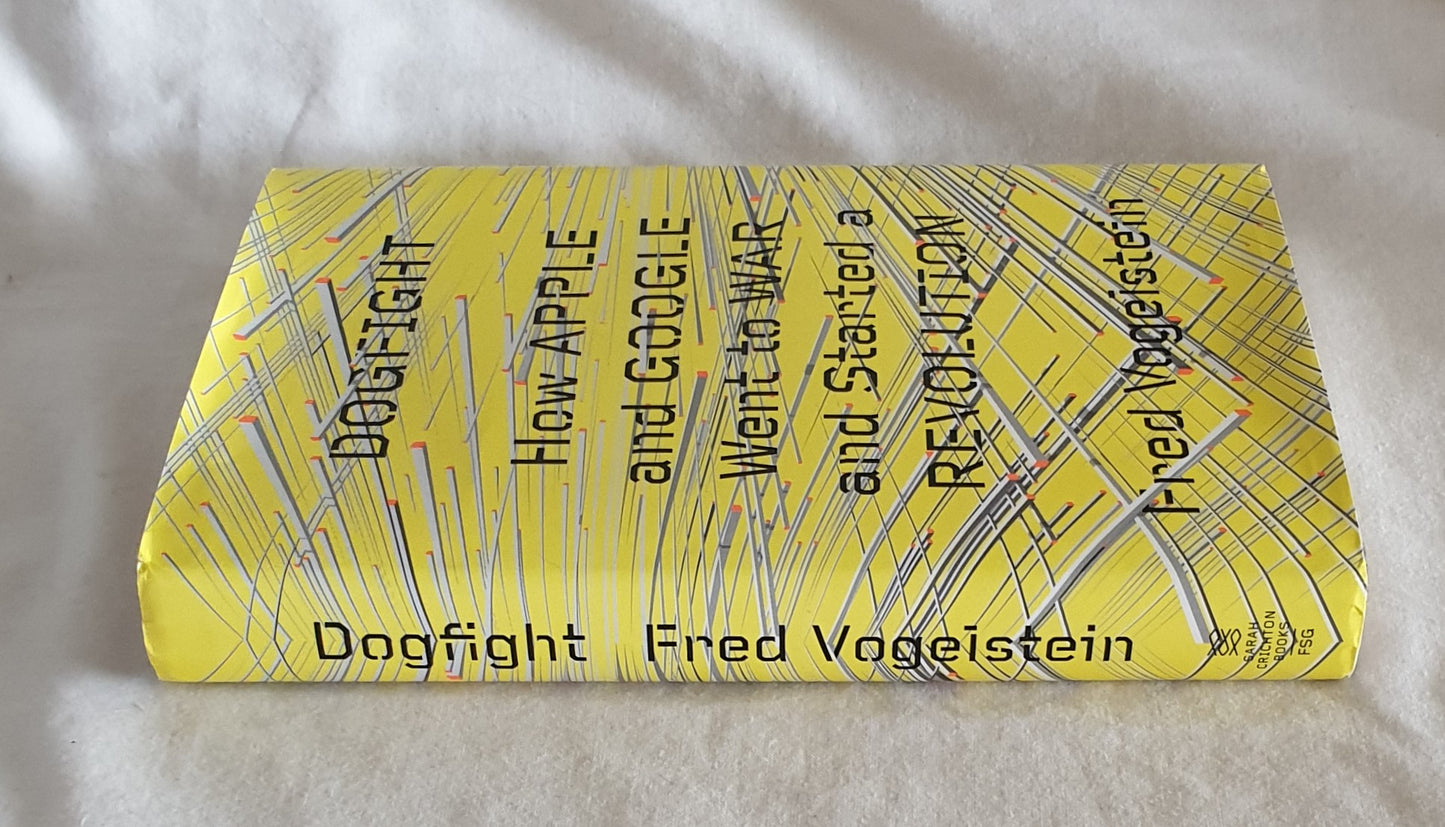 DOGFIGHT
How APPLE
and GOOGLE
Went to WAR
and Started a
REVOLUTION
Fred Vogelstein
Dogfight Fred Vogelstein
SARAH
CRICHTON
BOOKS
FSG